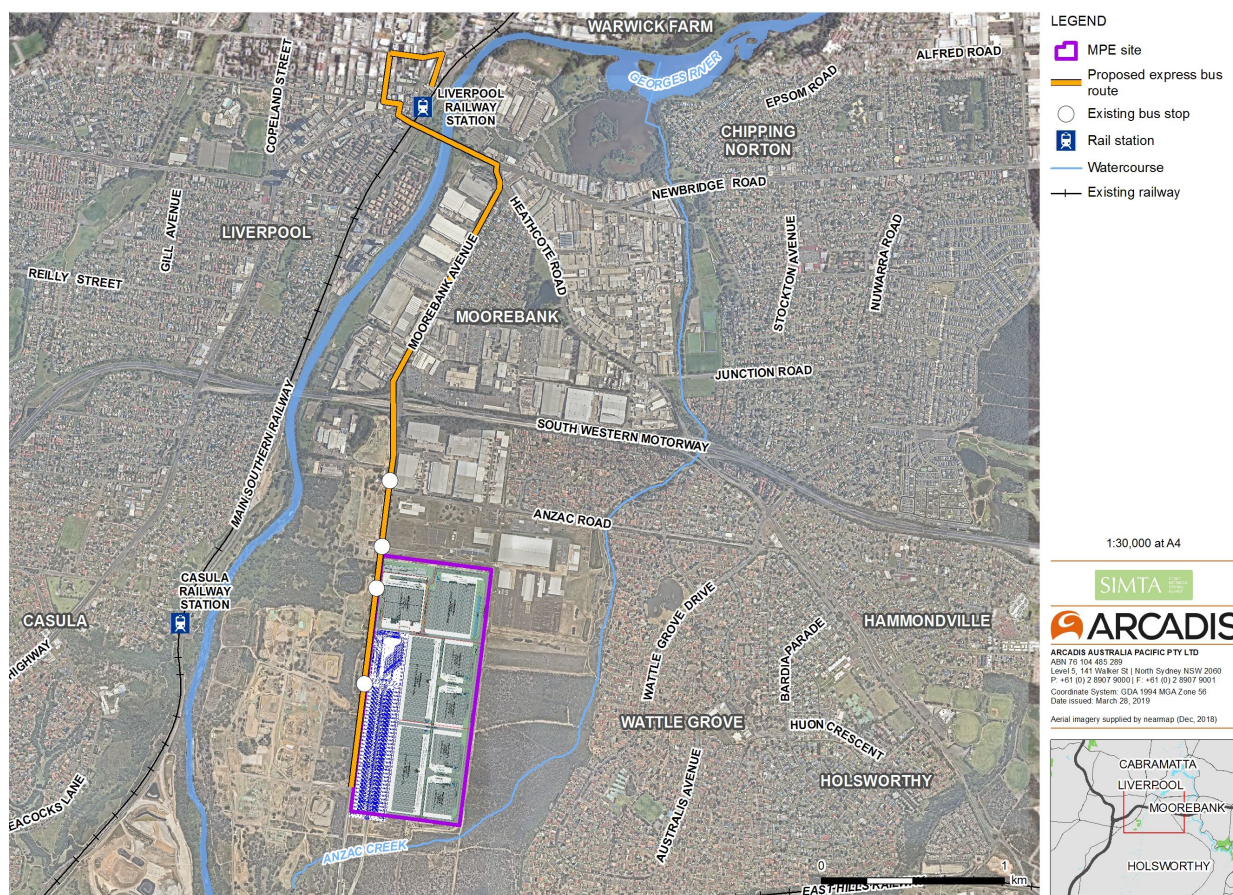 WARWICK FARM
ALFRED ROAD
GEORGES RIVER
EPSOM ROAD
COPELAND STREET
LIVERPOOL
RAILWAY
STATION
CHIPPING
NORTON
NEWBRIDGE ROAD
GILL AVENUE
LIVERPOOL
HEATHCOTE ROAD
STOCKTON AVENUE
NUWARRA ROAD
REILLY STREET
MOOREBANK AVENUE
MOOREBANK
JUNCTION ROAD
MAIN SOUTHERN RAILWAY
SOUTH WESTERN MOTORWAY
ANZAC ROAD
CASULA
RAILWAY
STATION
CASULA
WATTLE GROVE DRIVE
BARDIA PARADE
HAMMONDVILLE
HIGHWAY
WATTLE GROVE
HUON CRESCENT
HOLSWORTHY
AUSTRALIS AVENUE
EACOCKS LANE
ANZAC CREEK
0 1
km
EAST HILLS RAILW
LEGEND
MPE site
Proposed express bus
route
Existing bus stop
Rail station
Watercourse
Existing railway
1:30,000 at A4
SIMTA
ARCADIS
ARCADIS AUSTRALIA PACIFIC PTY LTD
ABN 76 104 485 289
Level 5, 141 Walker St | North Sydney NSW 2060
P: +61 (0) 2 8907 9000 | F: +61 (0) 2 8907 9001
Coordinate System: GDA 1994 MGA Zone 56
Date issued: March 28, 2019
Aerial imagery supplied by nearmap (Dec, 2018)
CABRAMATTA
LIVERPOOL
MOOREBANK
HOLSWORTHY